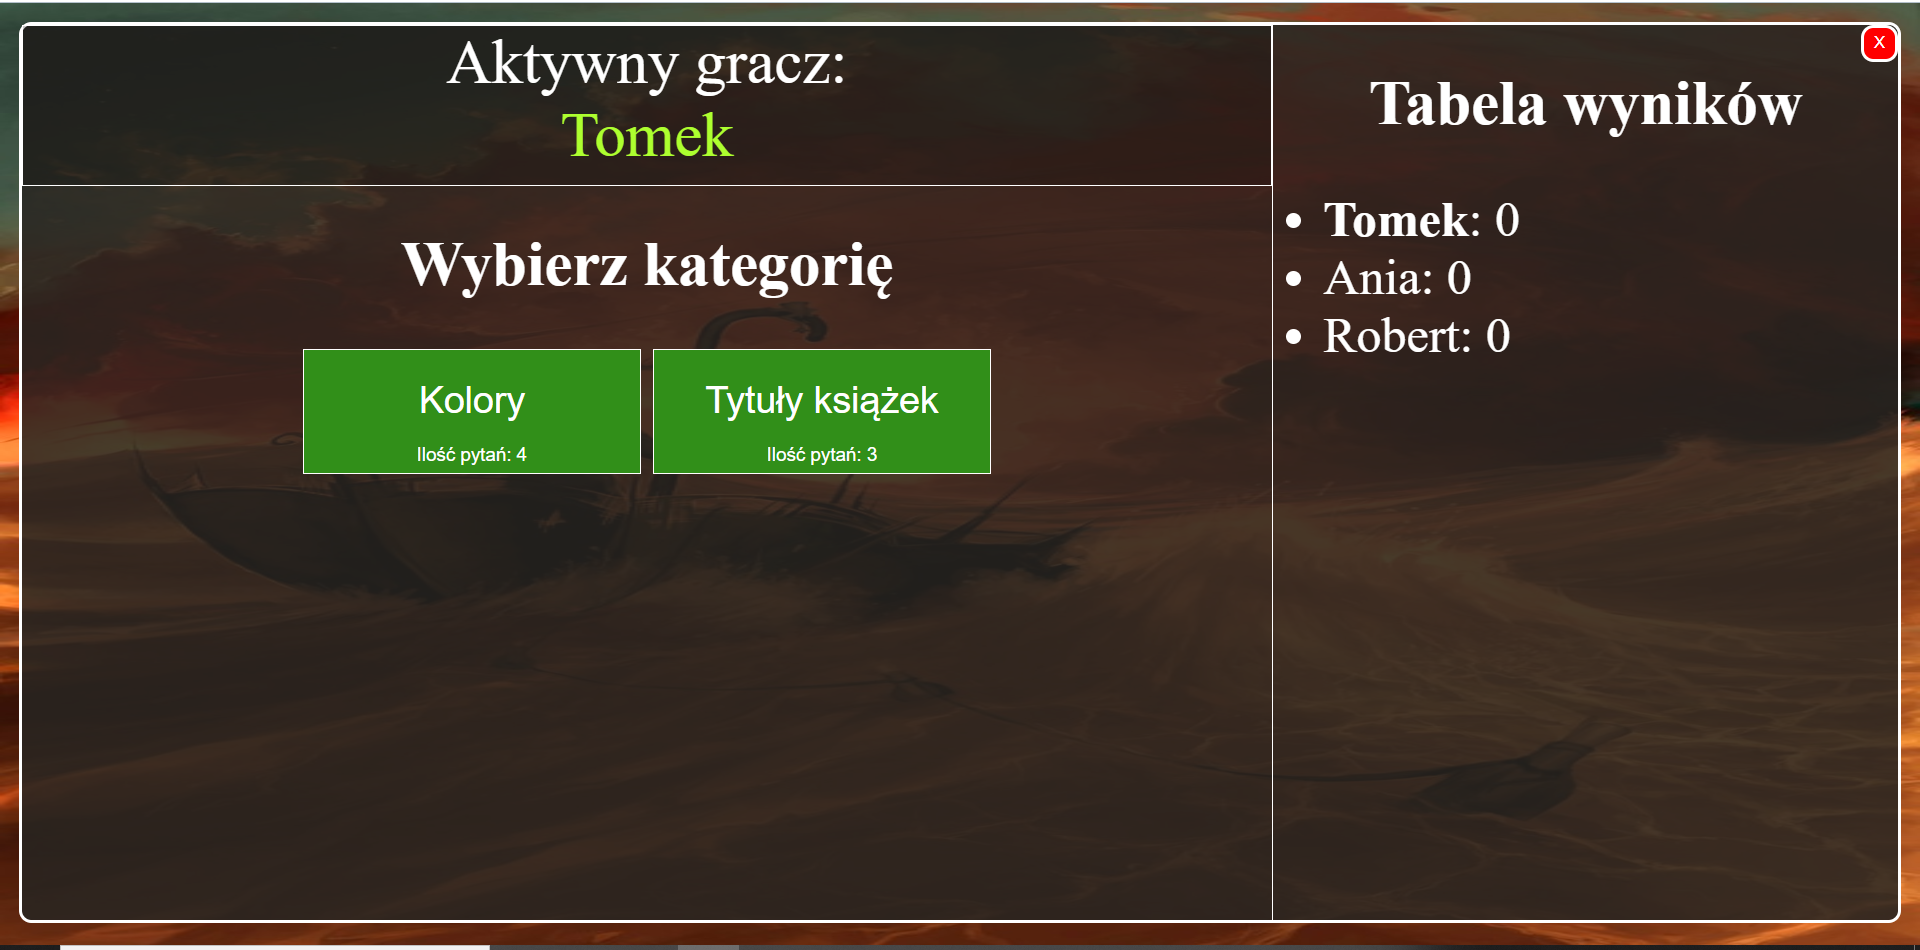 Aktywny gracz:
Tomek
Wybierz kategorię
Kolory
Ilość pytań: 4
Tytuły książek
Ilość pytań: 3
X
Tabela wyników
Tomek: 0
Ania: 0
Robert: 0